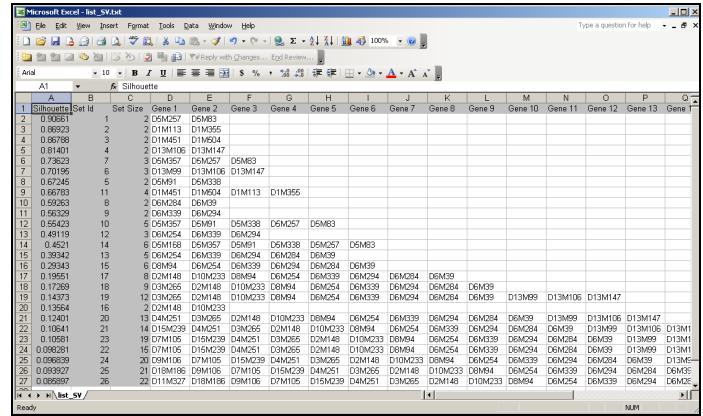 Microsoft Excel - list_SV.txt
File Edit View Insert Format Tools Data Window Help Type a question for help
100%
Reply with Changes... End Review...
Arial 10 B I U $ % ,
A1 fx Silhouette
A B C D E F G H I J K L M N O P Q
1 Silhouette Set Id Set Size Gene 1 Gene 2 Gene 3 Gene 4 Gene 5 Gene 6 Gene 7 Gene 8 Gene 9 Gene 10 Gene 11 Gene 12 Gene 13 Gene 1
2 0.90661 1 2 D5M257 D5M83
3 0.86923 2 2 D1M113 D1M355
4 0.86788 3 2 D1M451 D1M504
5 0.81401 4 2 D13M106 D13M147
6 0.73623 7 3 D5M357 D5M257 D5M83
7 0.70195 6 3 D13M99 D13M106 D13M147
8 0.67245 5 2 D5M91 D5M338
9 0.66783 11 4 D1M451 D1M504 D1M113 D1M355
10 0.59263 8 2 D6M284 D6M39
11 0.56329 9 2 D6M339 D6M294
12 0.55423 10 5 D5M357 D5M91 D5M338 D5M257 D5M83
13 0.49119 12 3 D6M254 D6M339 D6M294
14 0.4521 14 6 D5M168 D5M357 D5M91 D5M338 D5M257 D5M83
15 0.39342 13 5 D6M254 D6M339 D6M294 D6M284 D6M39
16 0.29343 15 6 D8M94 D6M254 D6M339 D6M294 D6M284 D6M39
17 0.19551 17 8 D2M148 D10M233 D8M94 D6M254 D6M339 D6M294 D6M284 D6M39
18 0.17269 18 9 D3M265 D2M148 D10M233 D8M94 D6M254 D6M339 D6M294 D6M284 D6M39
19 0.14373 19 12 D3M265 D2M148 D10M233 D8M94 D6M254 D6M339 D6M294 D6M284 D6M39 D13M99 D13M106 D13M147
20 0.13564 16 2 D2M148 D10M233
21 0.12401 20 13 D4M251 D3M265 D2M148 D10M233 D8M94 D6M254 D6M339 D6M294 D6M284 D6M39 D13M99 D13M106 D13M147
22 0.10641 21 14 D15M239 D4M251 D3M265 D2M148 D10M233 D8M94 D6M254 D6M339 D6M294 D6M284 D6M39 D13M99 D13M106 D13M1
23 0.10581 23 19 D7M105 D15M239 D4M251 D3M265 D2M148 D10M233 D8M94 D6M254 D6M339 D6M294 D6M284 D6M39 D13M99 D13M1
24 0.098281 22 15 D7M105 D15M239 D4M251 D3M265 D2M148 D10M233 D8M94 D6M254 D6M339 D6M294 D6M284 D6M39 D13M99 D13M1
25 0.096839 24 20 D9M106 D7M105 D15M239 D4M251 D3M265 D2M148 D10M233 D8M94 D6M254 D6M339 D6M294 D6M284 D6M39 D13M9
26 0.093927 25 21 D18M186 D9M106 D7M105 D15M239 D4M251 D3M265 D2M148 D10M233 D8M94 D6M254 D6M339 D6M294 D6M284 D6M39
27 0.085897 26 22 D11M327 D18M186 D9M106 D7M105 D15M239 D4M251 D3M265 D2M148 D10M233 D8M94 D6M254 D6M339 D6M294 D6M28
list_SV
Ready NUM